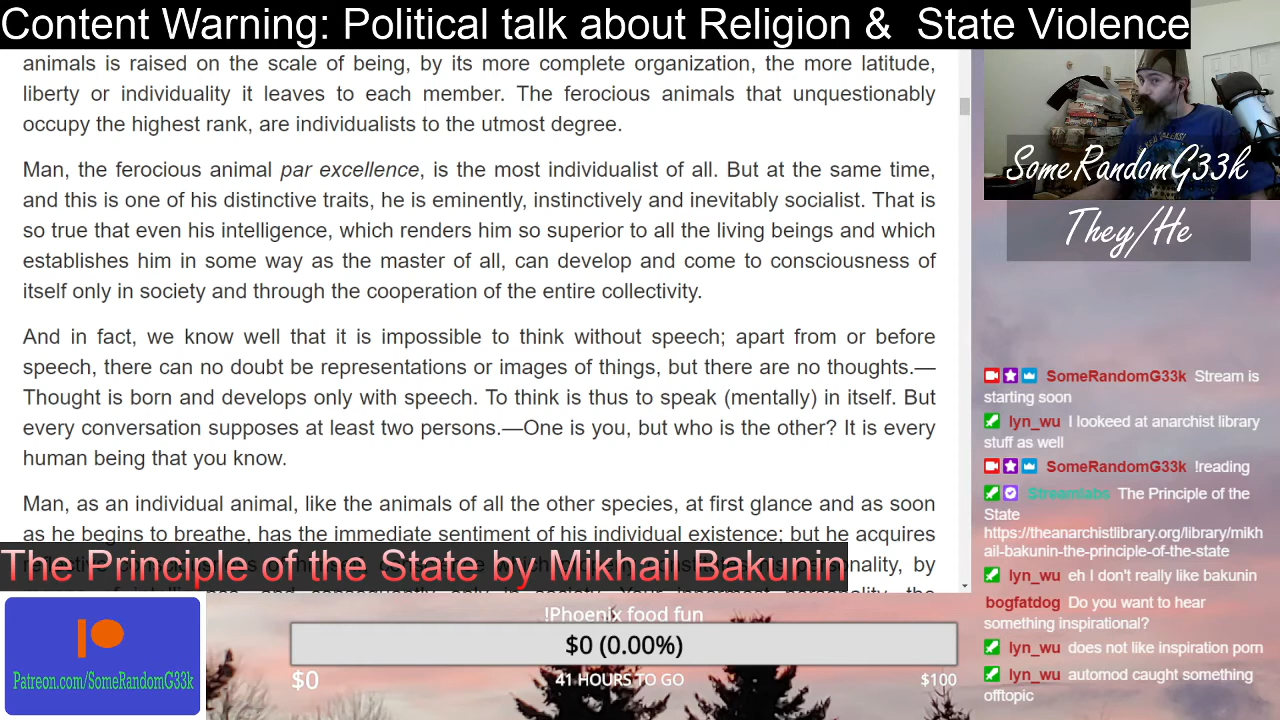 Content Warning: Political talk about Religion & State Violence
animals is raised on the scale of being, by its more complete organization, the more latitude,
liberty or individuality it leaves to each member. The ferocious animals that unquestionably
occupy the highest rank, are individualists to the utmost degree.
Man, the ferocious animal par excellence, is the most individualist of all. But at the same time,
and this is one of his distinctive traits, he is eminently, instinctively and inevitably socialist. That is
so true that even his intelligence, which renders him so superior to all the living beings and which
establishes him in some way as the master of all, can develop and come to consciousness of
itself only in society and through the cooperation of the entire collectivity.
And in fact, we know well that it is impossible to think without speech; apart from or before
speech, there can no doubt be representations or images of things, but there are no thoughts.—
Thought is born and develops only with speech. To think is thus to speak (mentally) in itself. But
every conversation supposes at least two persons.—One is you, but who is the other? It is every
human being that you know.
Man, as an individual animal, like the animals of all the other species, at first glance and as soon
as he begins to breathe, has the immediate sentiment of his individual existence; but he acquires
The Principle of the State by Mikhail Bakunin
SomeRandomG33k
They/He
SomeRandomG33k Stream is
starting soon
lyn_wu I lookeed at anarchist library
stuff as well
SomeRandomG33k !reading
Streamlabs The Principle of the
State
https://theanarchistlibrary.org/library/mikh
ail-bakunin-the-principle-of-the-state
lyn_wu eh I don't really like bakunin
bogfatdog Do you want to hear
something inspirational?
lyn_wu does not like inspiration porn
lyn_wu automod caught something
offtopic
Patreon.com/SomeRandomG33k
!Phoenix food fun
$0 (0.00%)
$0
41 HOURS TO GO
$100